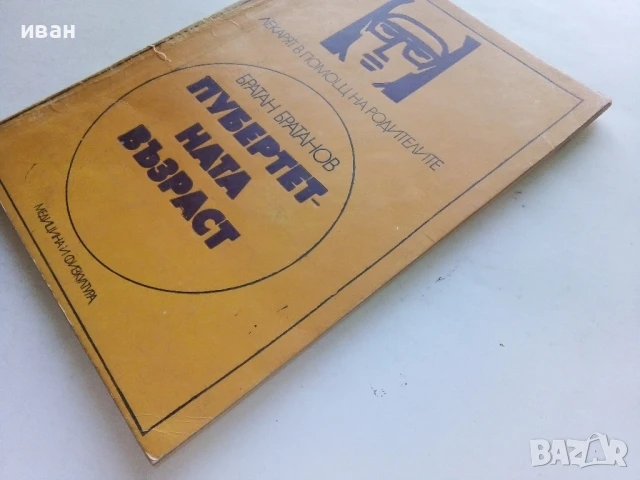 иван
ЛЕКАРЯТ В ПОМОЩ НА РОДИТЕЛИТЕ
БРАТАН БРАТАНОВ
ПУБЕРТЕТ-
НАТА
ВЪЗРАСТ
МЕДИЦИНА И ФИЗКУЛТУРА
BAZAR